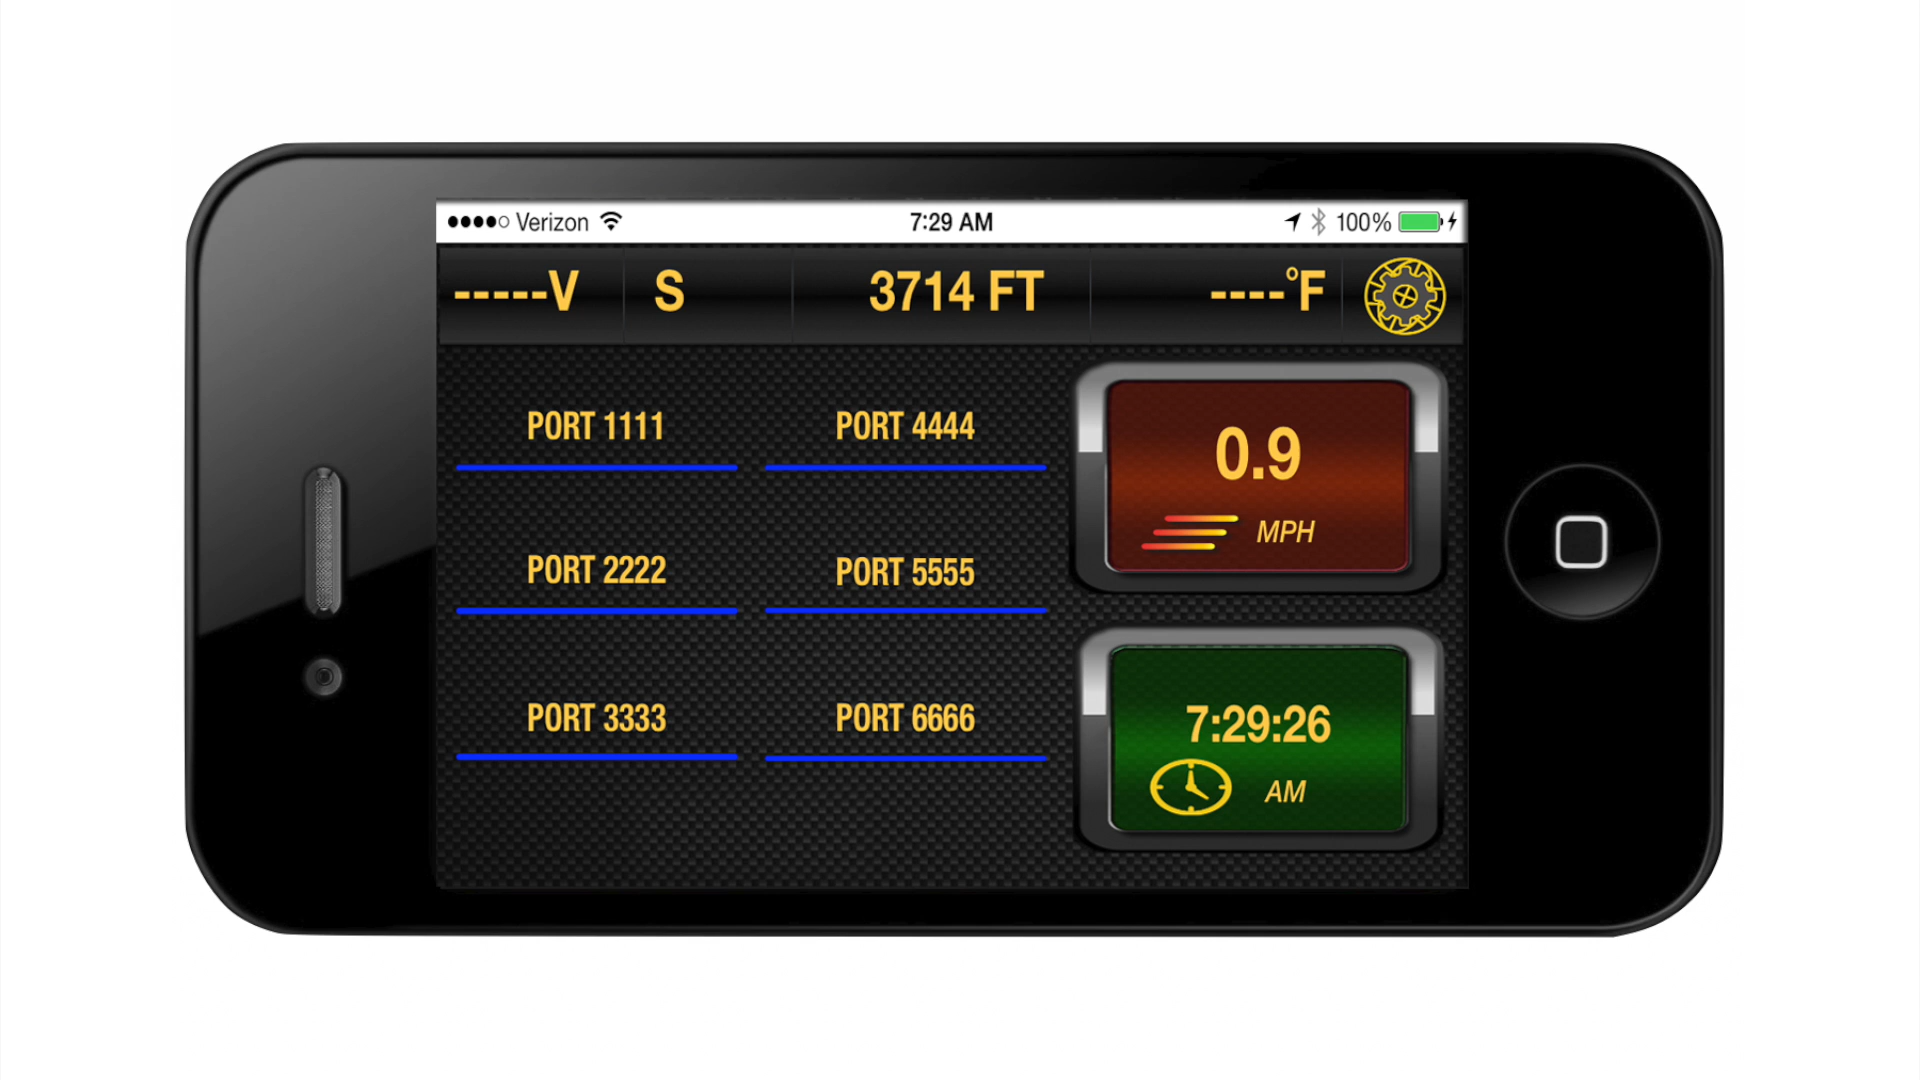 Verizon 7:29 AM 100%
-----V S 3714 FT ----°F
PORT 1111 PORT 4444
0.9
MPH
PORT 2222 PORT 5555
PORT 3333 PORT 6666
7:29:26
AM